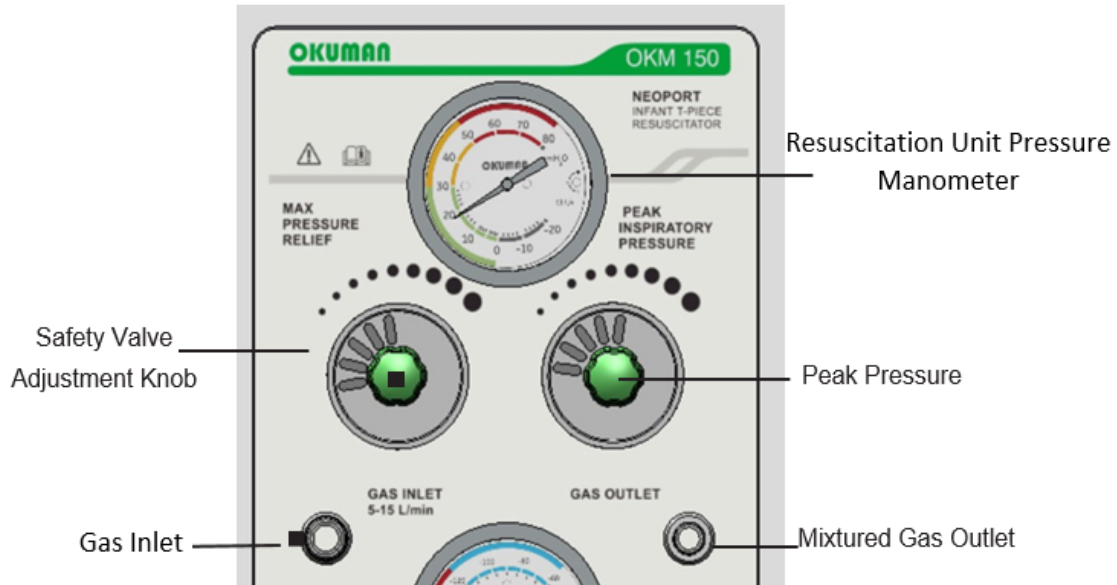 OKUMAN
OKM 150
NEOPORT
INFANT T-PIECE
RESUSCITATOR
Resuscitation Unit Pressure
Manometer
50 60 70 80
40
30
20
10 0 -10 -20
OKUMAN
MAX
PRESSURE
RELIEF
PEAK
INSPIRATORY
PRESSURE
Safety Valve
Adjustment Knob
Peak Pressure
GAS INLET
5-15 L/min
GAS OUTLET
Gas Inlet
Mixtured Gas Outlet